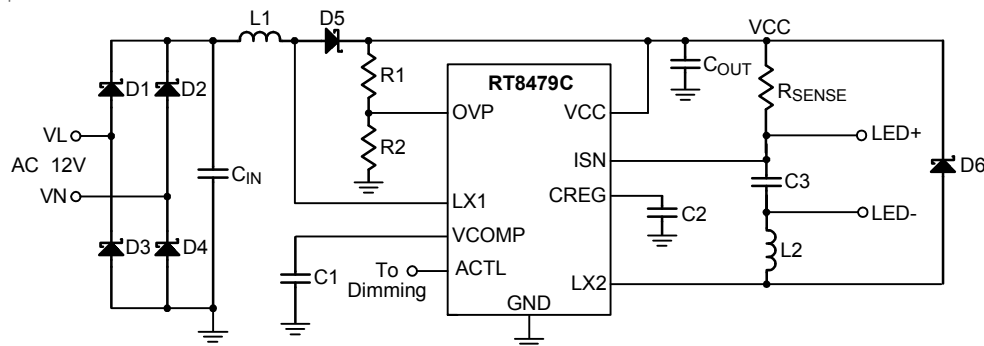 L1
D5
VCC
D1
D2
R1
RT8479C
COUT
RSENSE
VCC
OVP
VL
LED+
AC 12V
R2
ISN
D6
CIN
C3
VN
CREG
LX1
C2
LED-
VCOMP
D3
D4
L2
C1
To
Dimming
ACTL
LX2
GND